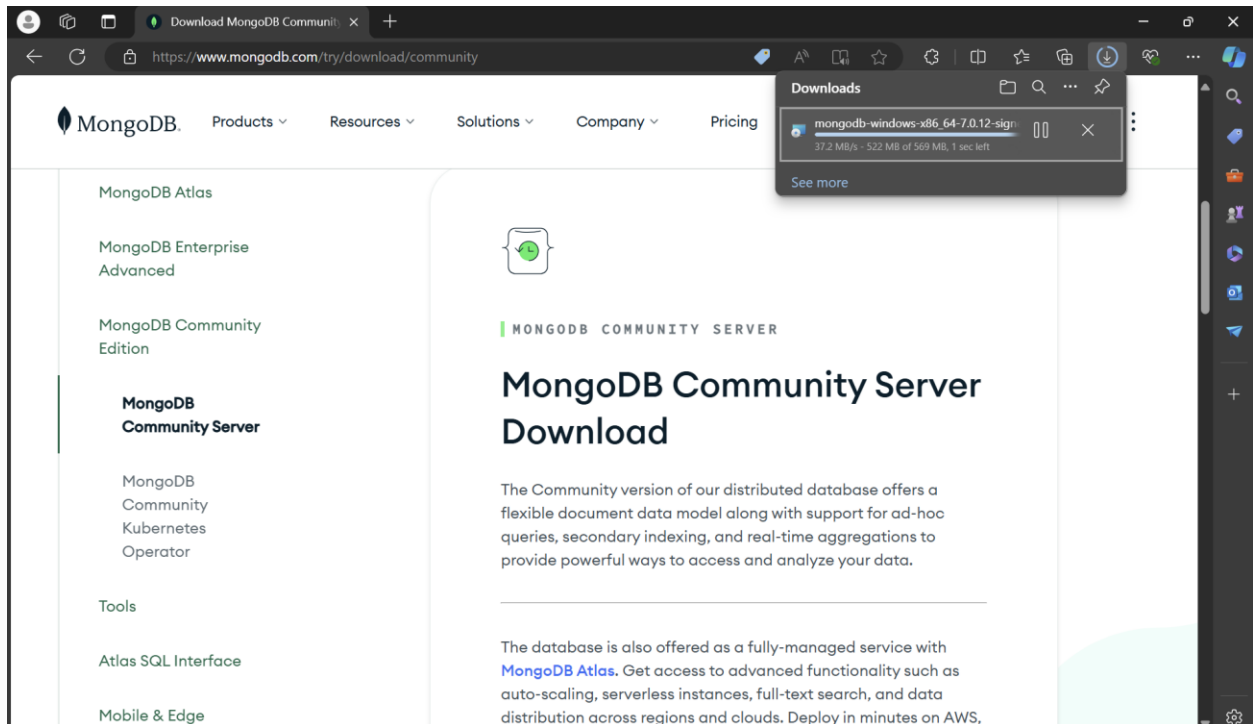 Download MongoDB Community
https://www.mongodb.com/try/download/community
Downloads
mongodb-windows-x86_64-7.0.12-sign
37.2 MB/s - 522 MB of 569 MB, 1 sec left
See more
MongoDB.
Products
Resources
Solutions
Company
Pricing
MongoDB Atlas
MongoDB Enterprise
Advanced
MongoDB Community
Edition
MongoDB
Community Server
MongoDB
Community
Kubernetes
Operator
Tools
Atlas SQL Interface
Mobile & Edge
MONGODB COMMUNITY SERVER
MongoDB Community Server
Download
The Community version of our distributed database offers a
flexible document data model along with support for ad-hoc
queries, secondary indexing, and real-time aggregations to
provide powerful ways to access and analyze your data.
The database is also offered as a fully-managed service with
MongoDB Atlas. Get access to advanced functionality such as
auto-scaling, serverless instances, full-text search, and data
distribution across regions and clouds. Deploy in minutes on AWS,